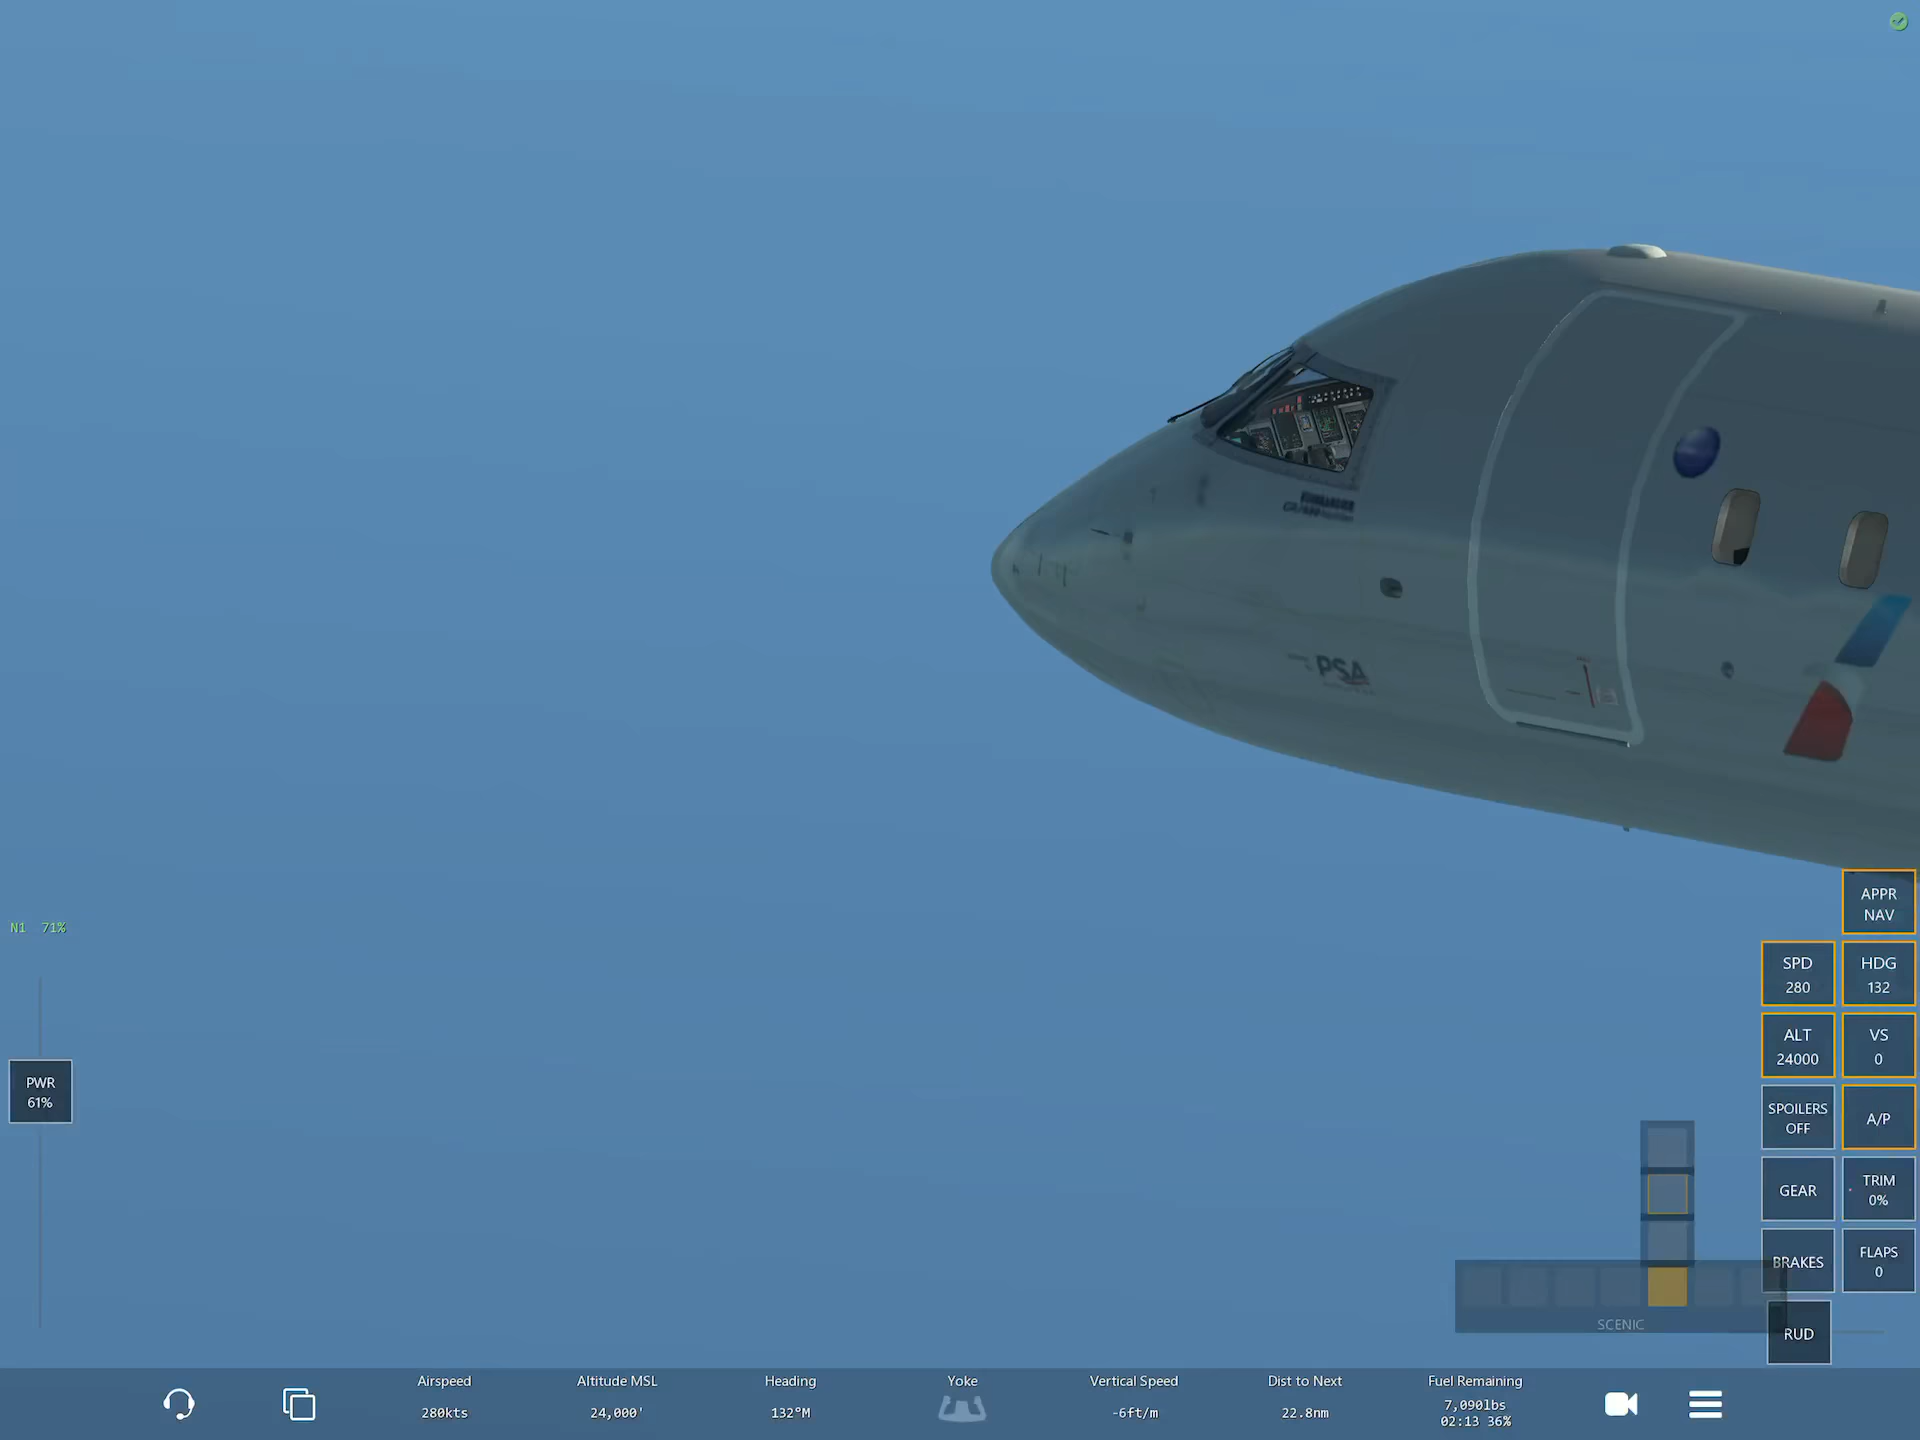 PSA
N1 71%
APPR
NAV
SPD
280
HDG
132
ALT
24000
VS
0
PWR
61%
SPOILERS
OFF
A/P
GEAR
TRIM
0%
BRAKES
FLAPS
0
SCENIC
RUD
Airspeed
280kts
Altitude MSL
24,000'
Heading
132°M
Yoke
Vertical Speed
-6ft/m
Dist to Next
22.8nm
Fuel Remaining
7,090lbs
02:13 36%